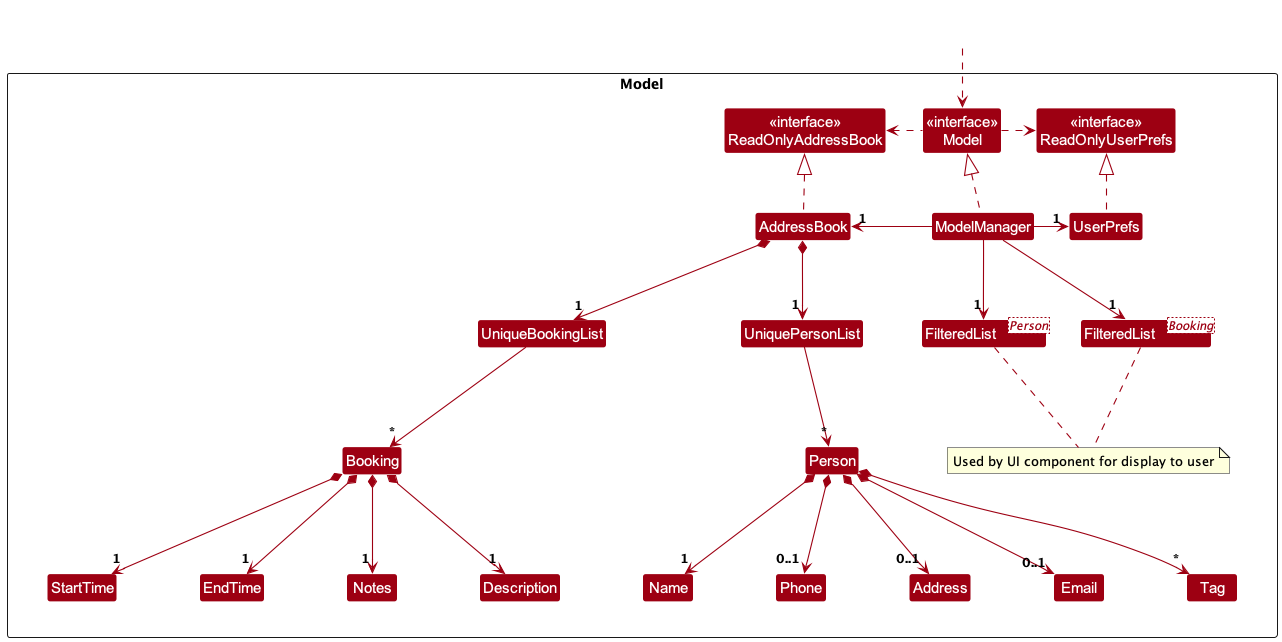 Model
«interface»
ReadOnlyAddressBook
«interface»
Model
«interface»
ReadOnlyUserPrefs
AddressBook
1
ModelManager
1
UserPrefs
1
1
1
1
UniqueBookingList
UniquePersonList
FilteredList
Person
FilteredList
Booking
*
*
Booking
Person
Used by UI component for display to user
1
1
1
1
1
0..1
0..1
0..1
*
StartTime
EndTime
Notes
Description
Name
Phone
Address
Email
Tag